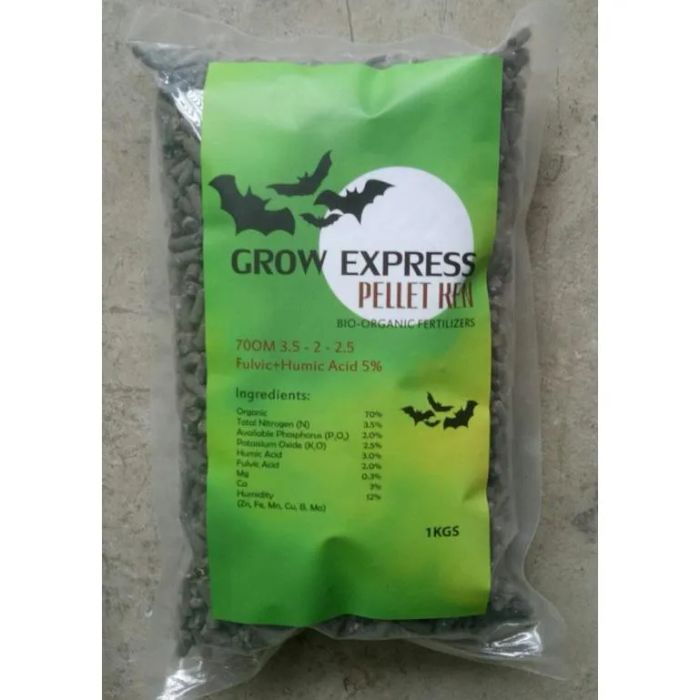 GROW EXPRESS
PELLET KEN
BIO-ORGANIC FERTILIZERS
70OM 3.5 - 2 - 2.5
Fulvic+Humic Acid 5%
Ingredients:
Organic 70%
Total Nitrogen (N) 3.5%
Available Phosphorus (P₂O₅) 2.0%
Potassium Oxide (K₂O) 2.5%
Humic Acid 3.0%
Fulvic Acid 2.0%
Mg 0.3%
Ca 3%
Humidity 12%
(Zn, Fe, Mn, Cu, B, Mo)
1KGS